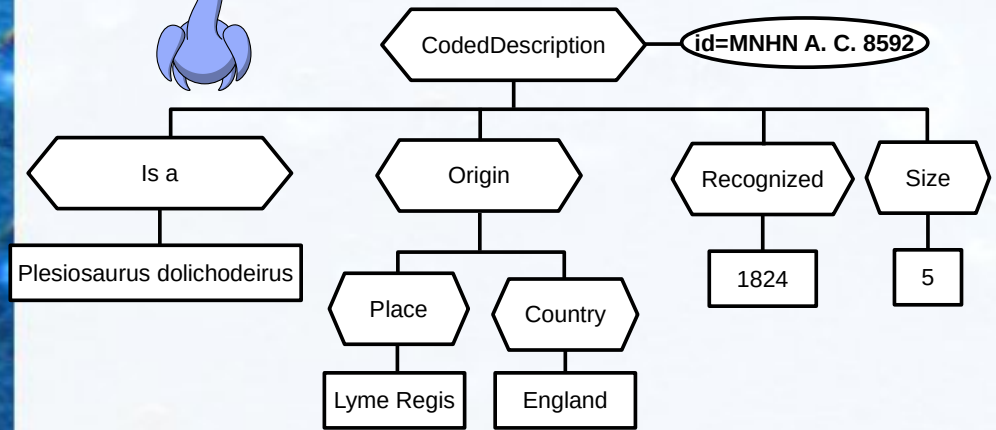 CodedDescription
id=MNHN A. C. 8592
Is a
Origin
Recognized
Size
Plesiosaurus dolichodeirus
1824
5
Place
Country
Lyme Regis
England